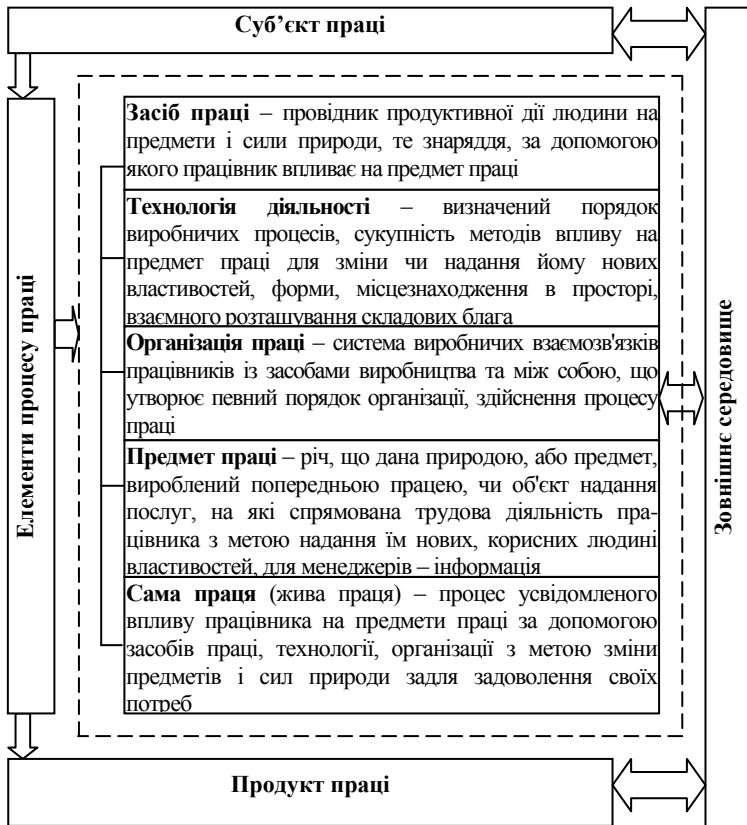 Суб’єкт праці
Елементи процесу праці
Засіб праці – провідник продуктивної дії людини на
предмети і сили природи, те знаряддя, за допомогою
якого працівник впливає на предмет праці
Технологія діяльності – визначений порядок
виробничих процесів, сукупність методів впливу на
предмет праці для зміни чи надання йому нових
властивостей, форми, місцезнаходження в просторі,
взаємного розташування складових блага
Організація праці – система виробничих взаємозв'язків
працівників із засобами виробництва та між собою, що
утворює певний порядок організації, здійснення процесу
праці
Предмет праці – річ, що дана природою, або предмет,
вироблений попередньою працею, чи об'єкт надання
послуг, на які спрямована трудова діяльність пра-
цівника з метою надання їм нових, корисних людині
властивостей, для менеджерів – інформація
Сама праця (жива праця) – процес усвідомленого
впливу працівника на предмети праці за допомогою
засобів праці, технології, організації з метою зміни
предметів і сил природи задля задоволення своїх
потреб
Зовнішнє середовище
Продукт праці